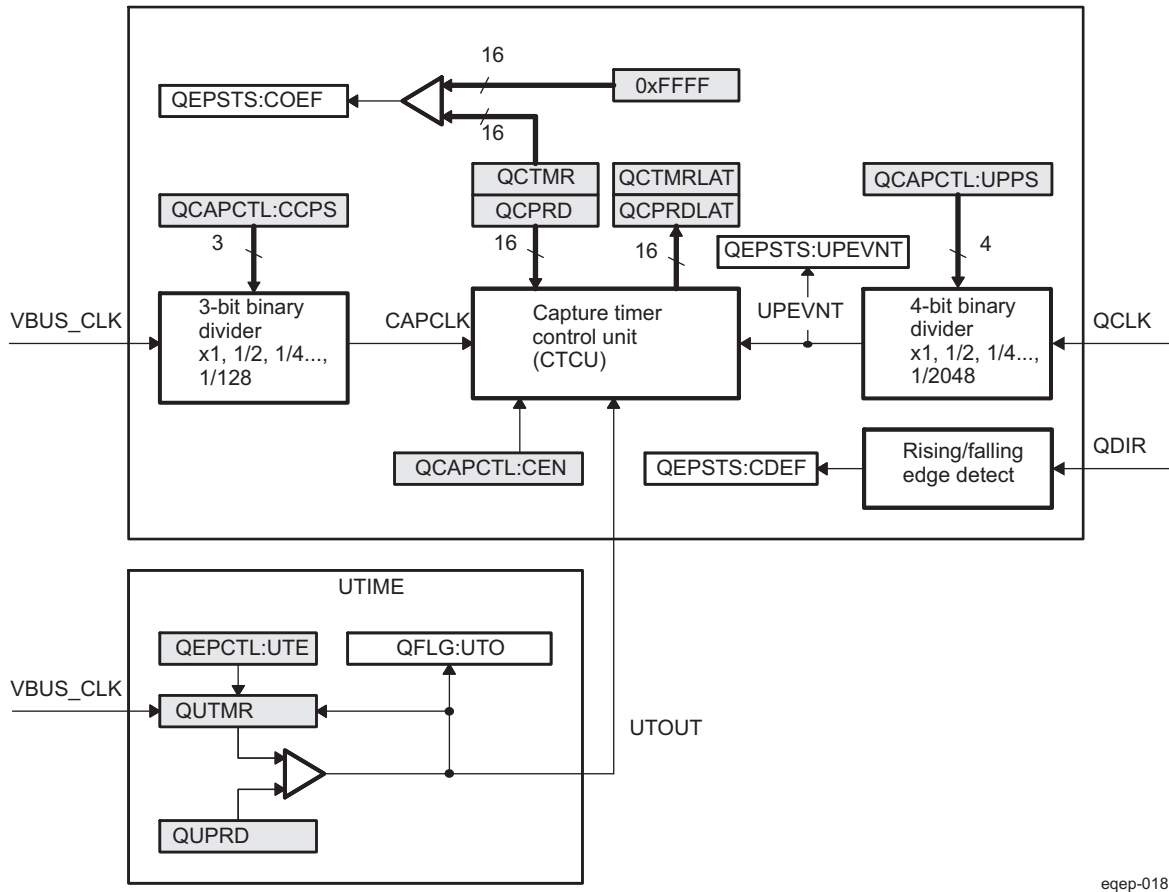 16
0xFFFF
QEPSTS:COEF
16
QCTMR
QCTMRLAT
QCAPCTL:UPPS
QCAPCTL:CCPS
QCPRD
QCPRDLAT
3
16
16
QEPSTS:UPEVNT
4
VBUS_CLK
3-bit binary
divider
x1, 1/2, 1/4...,
1/128
CAPCLK
Capture timer
control unit
(CTCU)
UPEVNT
4-bit binary
divider
x1, 1/2, 1/4...,
1/2048
QCLK
QCAPCTL:CEN
QEPSTS:CDEF
Rising/falling
edge detect
QDIR
UTIME
QEPCTL:UTE
QFLG:UTO
VBUS_CLK
QUTMR
UTOUT
QUPRD
eqep-018